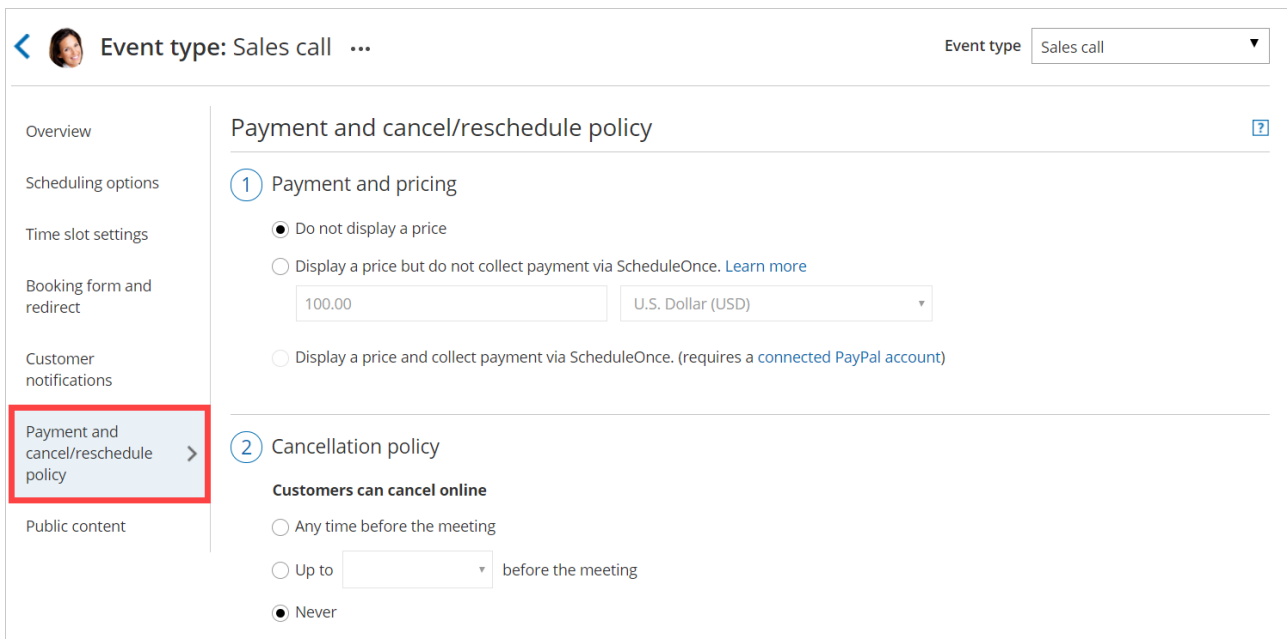 Event type: Sales call ...
Event type
Sales call
Overview
Scheduling options
Time slot settings
Booking form and
redirect
Customer
notifications
Payment and
cancel/reschedule
policy
Public content
Payment and cancel/reschedule policy
?
1 Payment and pricing
Do not display a price
Display a price but do not collect payment via ScheduleOnce. Learn more
100.00
U.S. Dollar (USD)
Display a price and collect payment via ScheduleOnce. (requires a connected PayPal account)
2 Cancellation policy
Customers can cancel online
Any time before the meeting
Up to before the meeting
Never